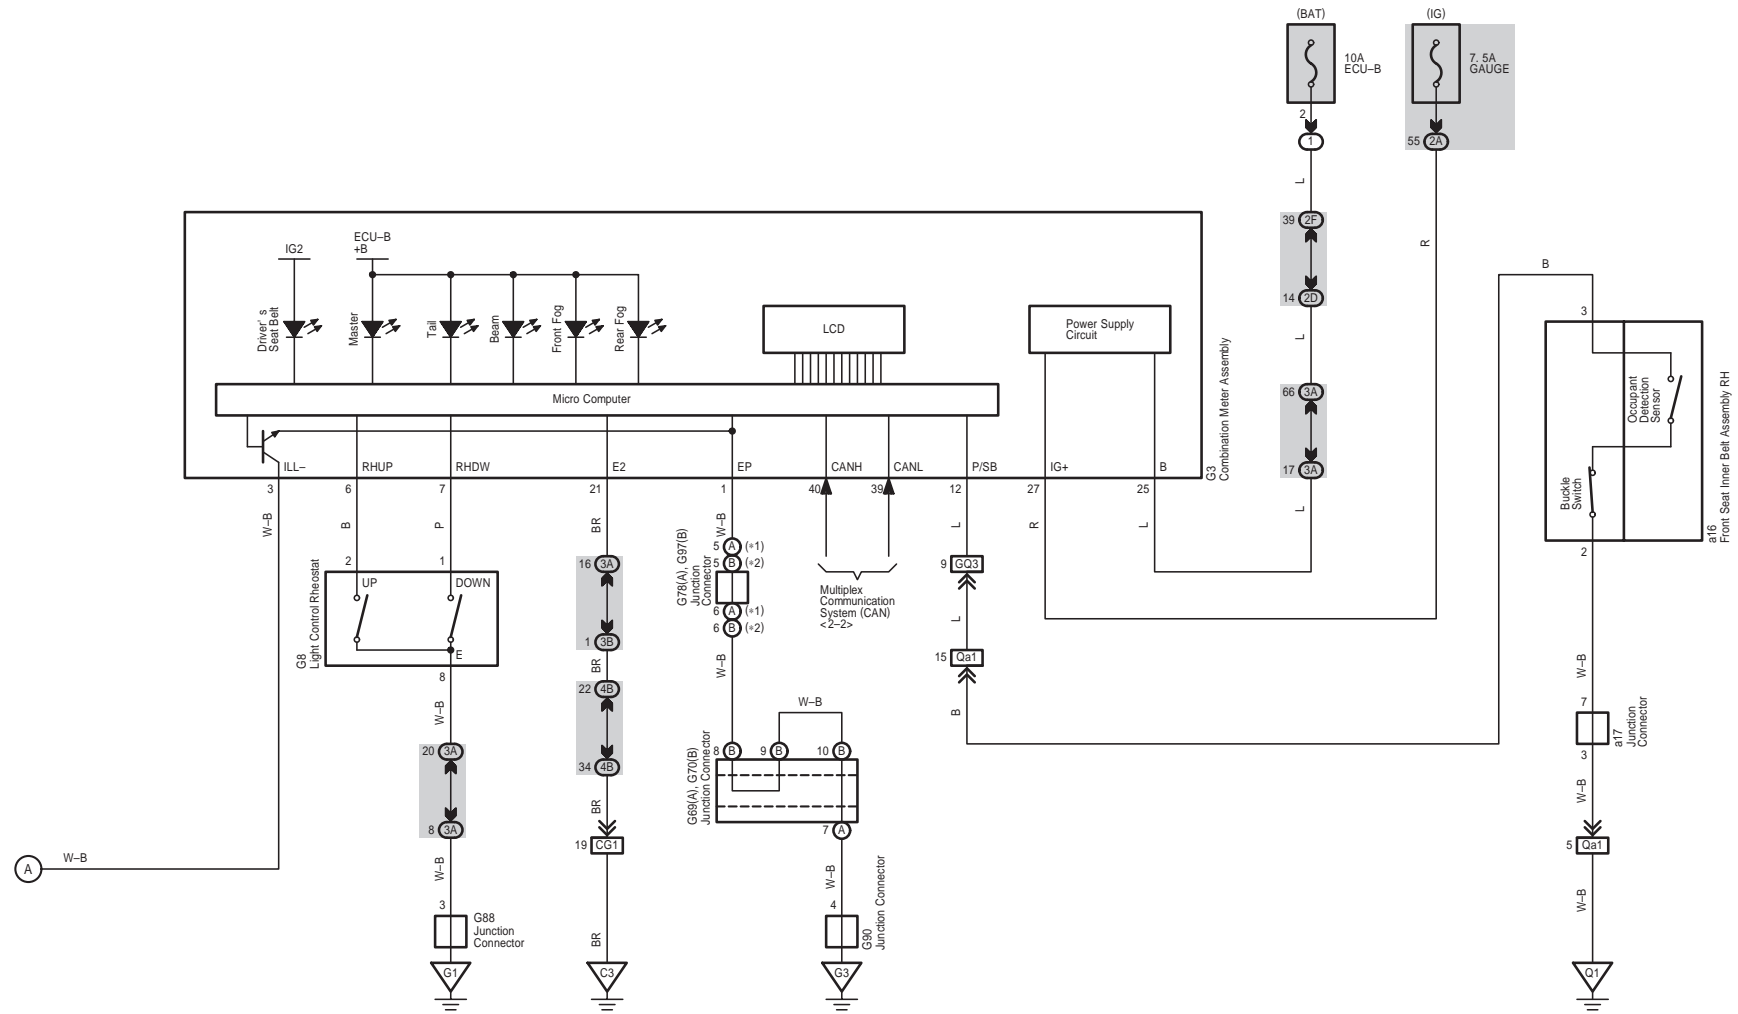 (BAT)
(IG)
10A
ECU–B
7. 5A
GAUGE
2
1
55
2A
L
39
2F
R
14
2D
L
66
3A
17
3A
L
IG2
ECU–B
+B
Driver' s
Seat Belt
Master
Tail
Beam
Front Fog
Rear Fog
LCD
Power Supply
Circuit
Micro Computer
G3
Combination Meter Assembly
ILL–
RHUP
RHDW
E2
EP
CANH
CANL
P/SB
IG+
B
3
6
7
21
1
40
39
12
27
25
W–B
B
P
BR
W–B
L
R
L
B
3
Occupant
Detection
Sensor
Buckle
Switch
a16
Front Seat Inner Belt Assembly RH
2
2
1
UP
DOWN
E
G8
Light Control Rheostat
8
W–B
20
3A
8
3A
W–B
3
G88
Junction
Connector
G1
16
3A
1
3B
BR
22
4B
34
4B
BR
19
CG1
BR
C3
5
A
(*1)
5
B
(*2)
G78(A), G97(B)
Junction
Connector
6
A
(*1)
6
B
(*2)
W–B
W–B
8
B
9
B
10
B
G69(A), G70(B)
Junction Connector
7
A
W–B
4
G90
Junction Connector
G3
Multiplex
Communication
System (CAN)
<2–2>
9
GQ3
L
15
Qa1
B
W–B
7
a17
Junction
Connector
3
W–B
5
Qa1
W–B
Q1
A
W–B